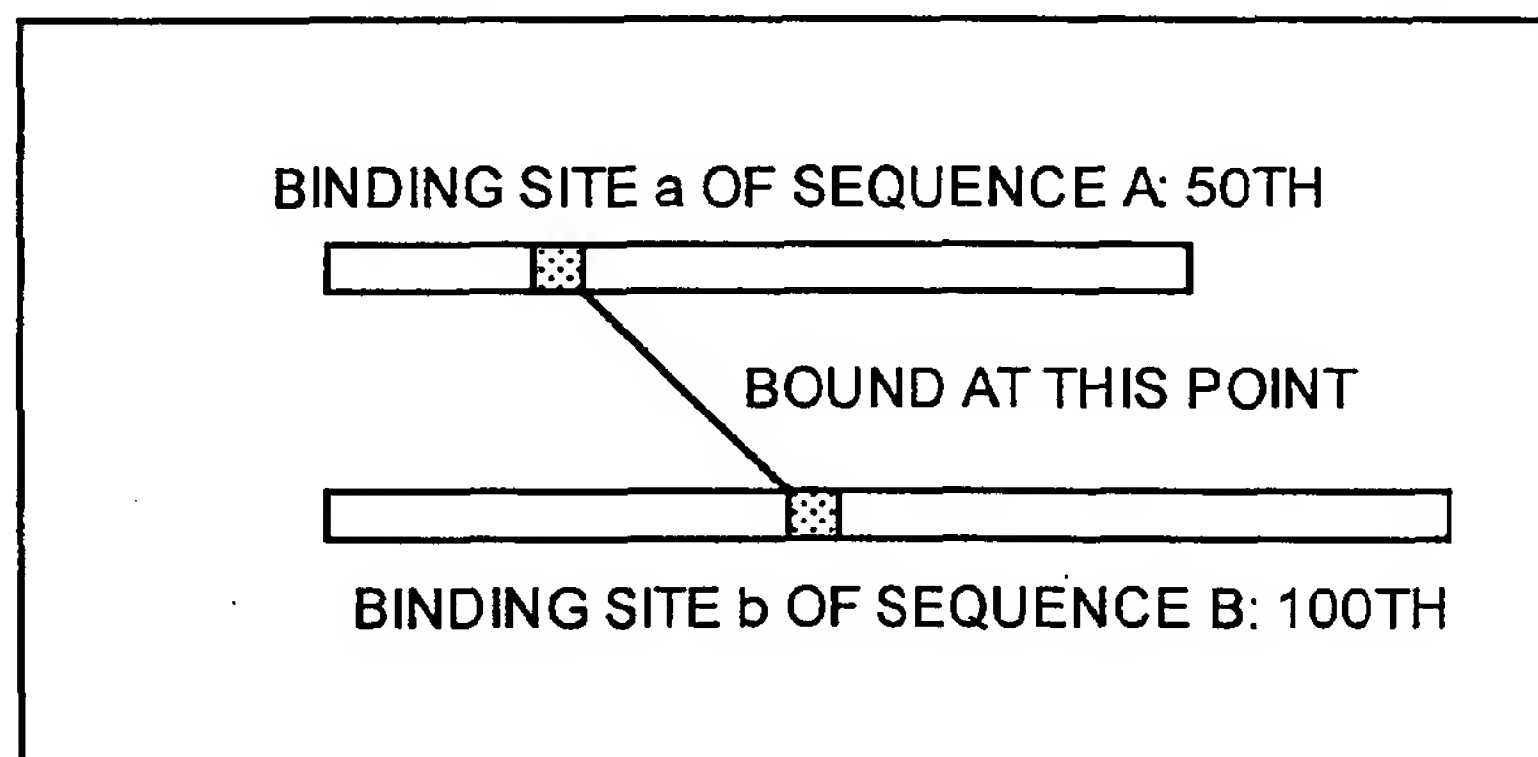 BINDING SITE a OF SEQUENCE A: 50TH
BOUND AT THIS POINT
BINDING SITE b OF SEQUENCE B: 100TH